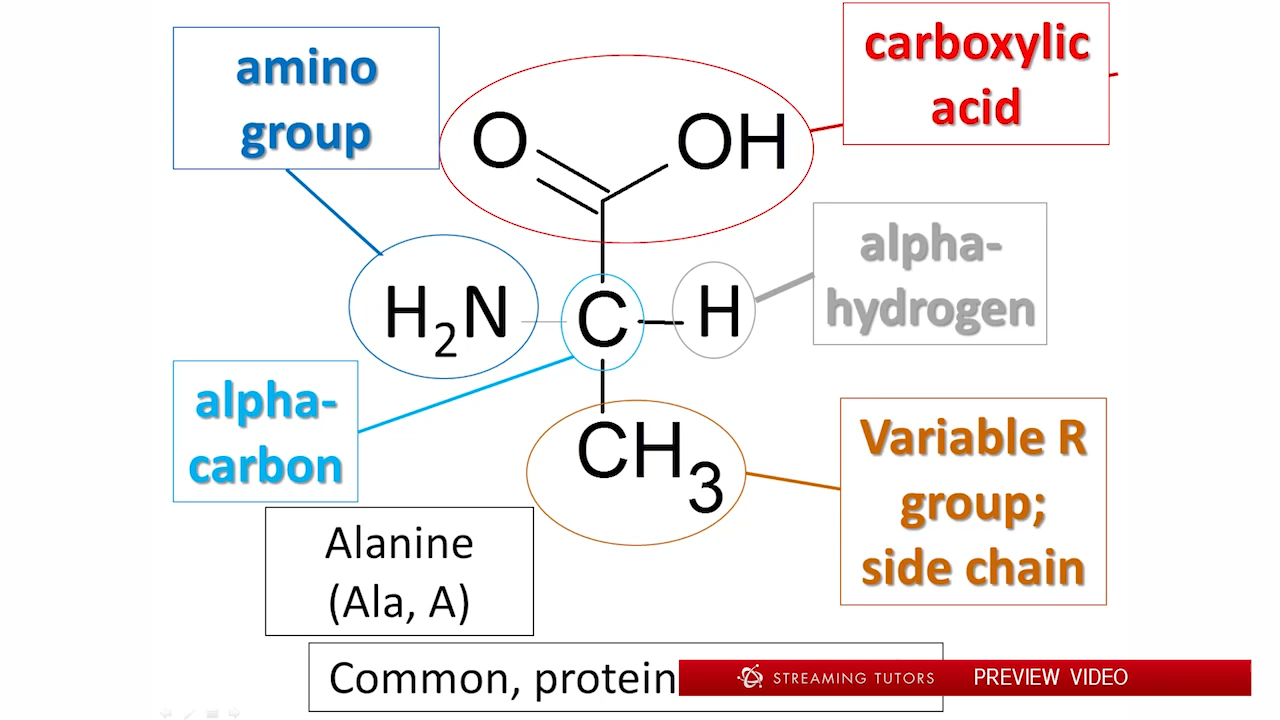 amino
group
carboxylic
acid
O
OH
alpha-
hydrogen
H₂N
C
H
alpha-
carbon
CH₃
Variable R
group;
side chain
Alanine
(Ala, A)
Common, protein
STREAMING TUTORS
PREVIEW VIDEO